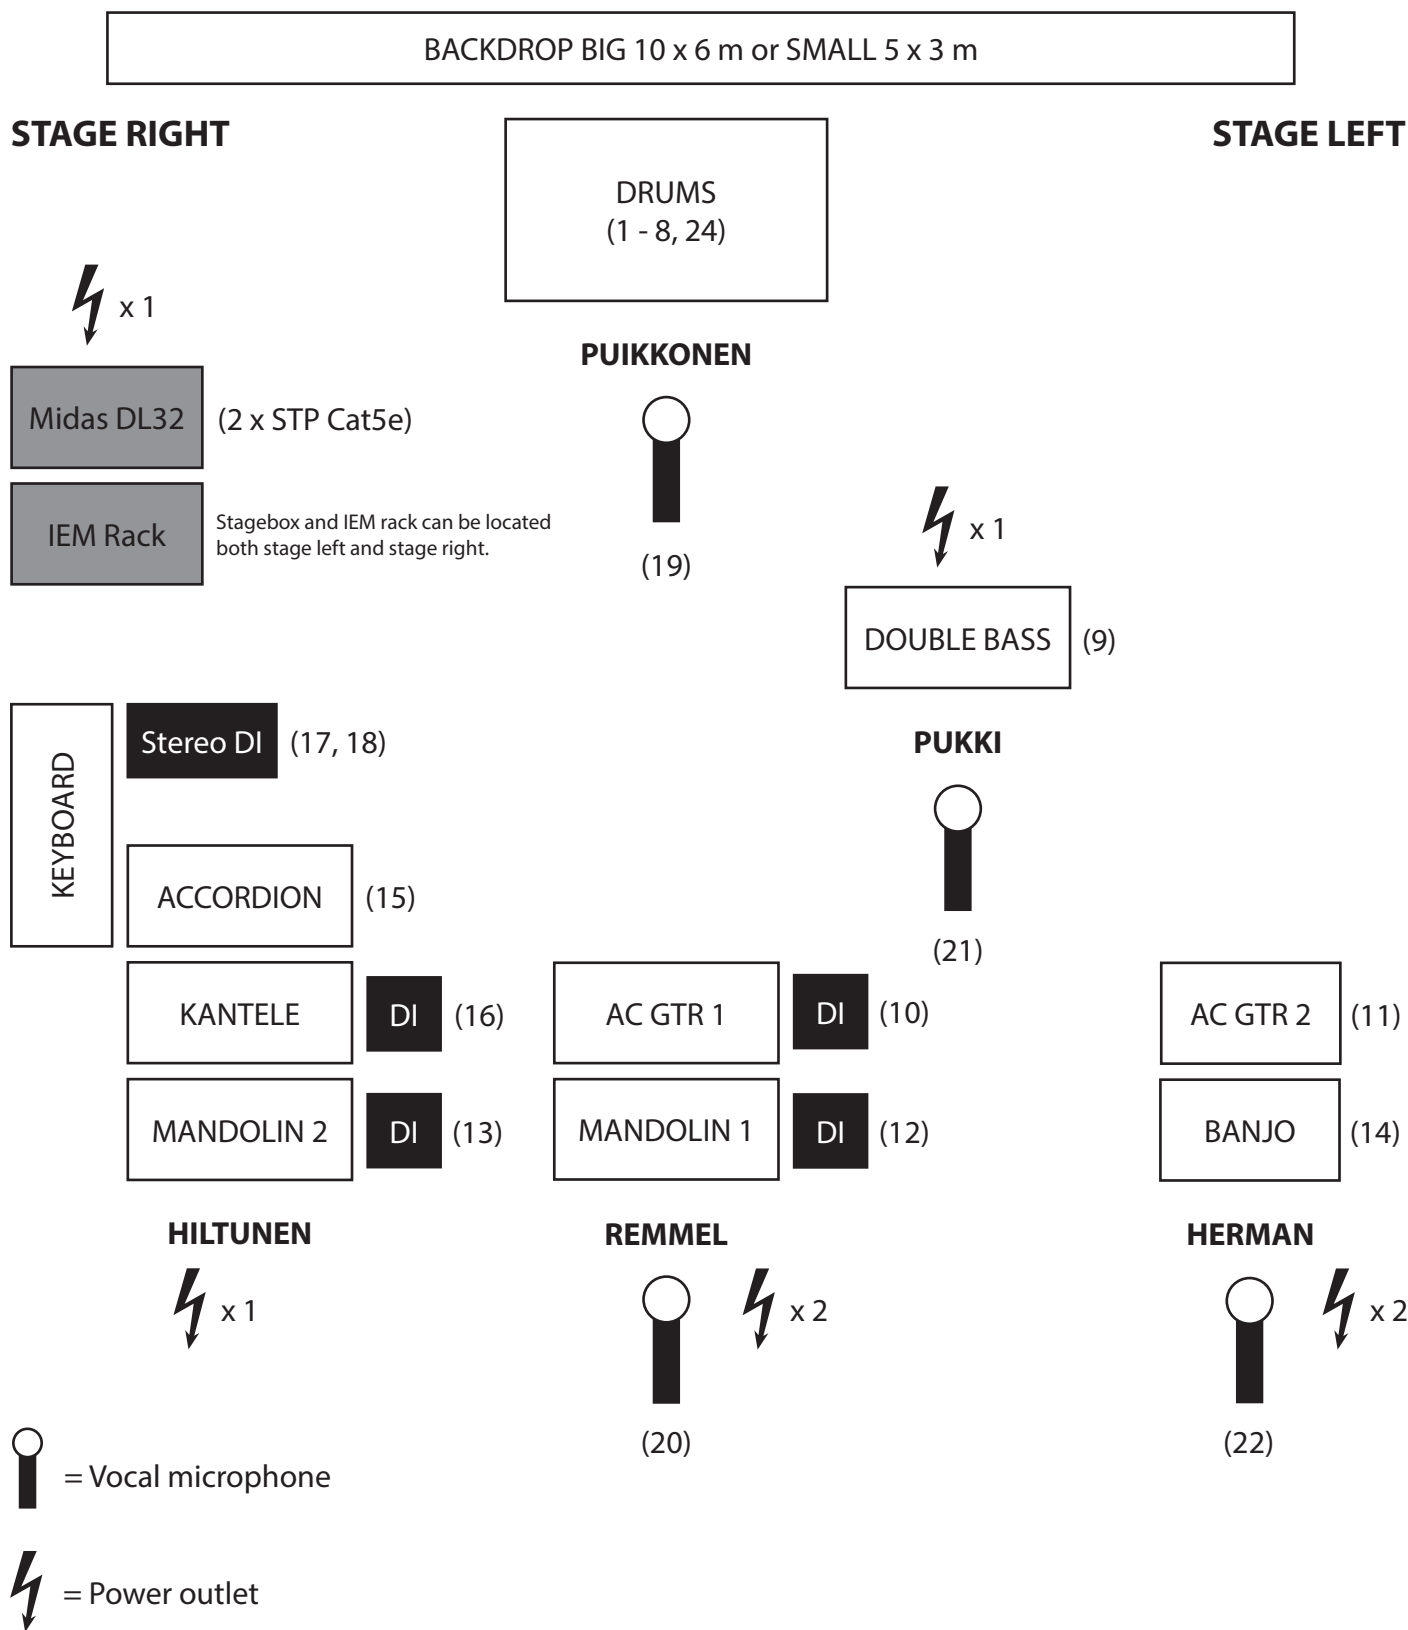 BACKDROP BIG 10 x 6 m or SMALL 5 x 3 m
STAGE RIGHT
STAGE LEFT
DRUMS
(1 - 8, 24)
x 1
PUIKKONEN
Midas DL32
(2 x STP Cat5e)
IEM Rack
Stagebox and IEM rack can be located
both stage left and stage right.
(19)
x 1
DOUBLE BASS
(9)
KEYBOARD
Stereo DI
(17, 18)
PUKKI
ACCORDION
(15)
(21)
KANTELE
DI
(16)
AC GTR 1
DI
(10)
AC GTR 2
(11)
MANDOLIN 2
DI
(13)
MANDOLIN 1
DI
(12)
BANJO
(14)
HILTUNEN
REMMEL
HERMAN
x 1
x 2
x 2
(20)
(22)
= Vocal microphone
= Power outlet